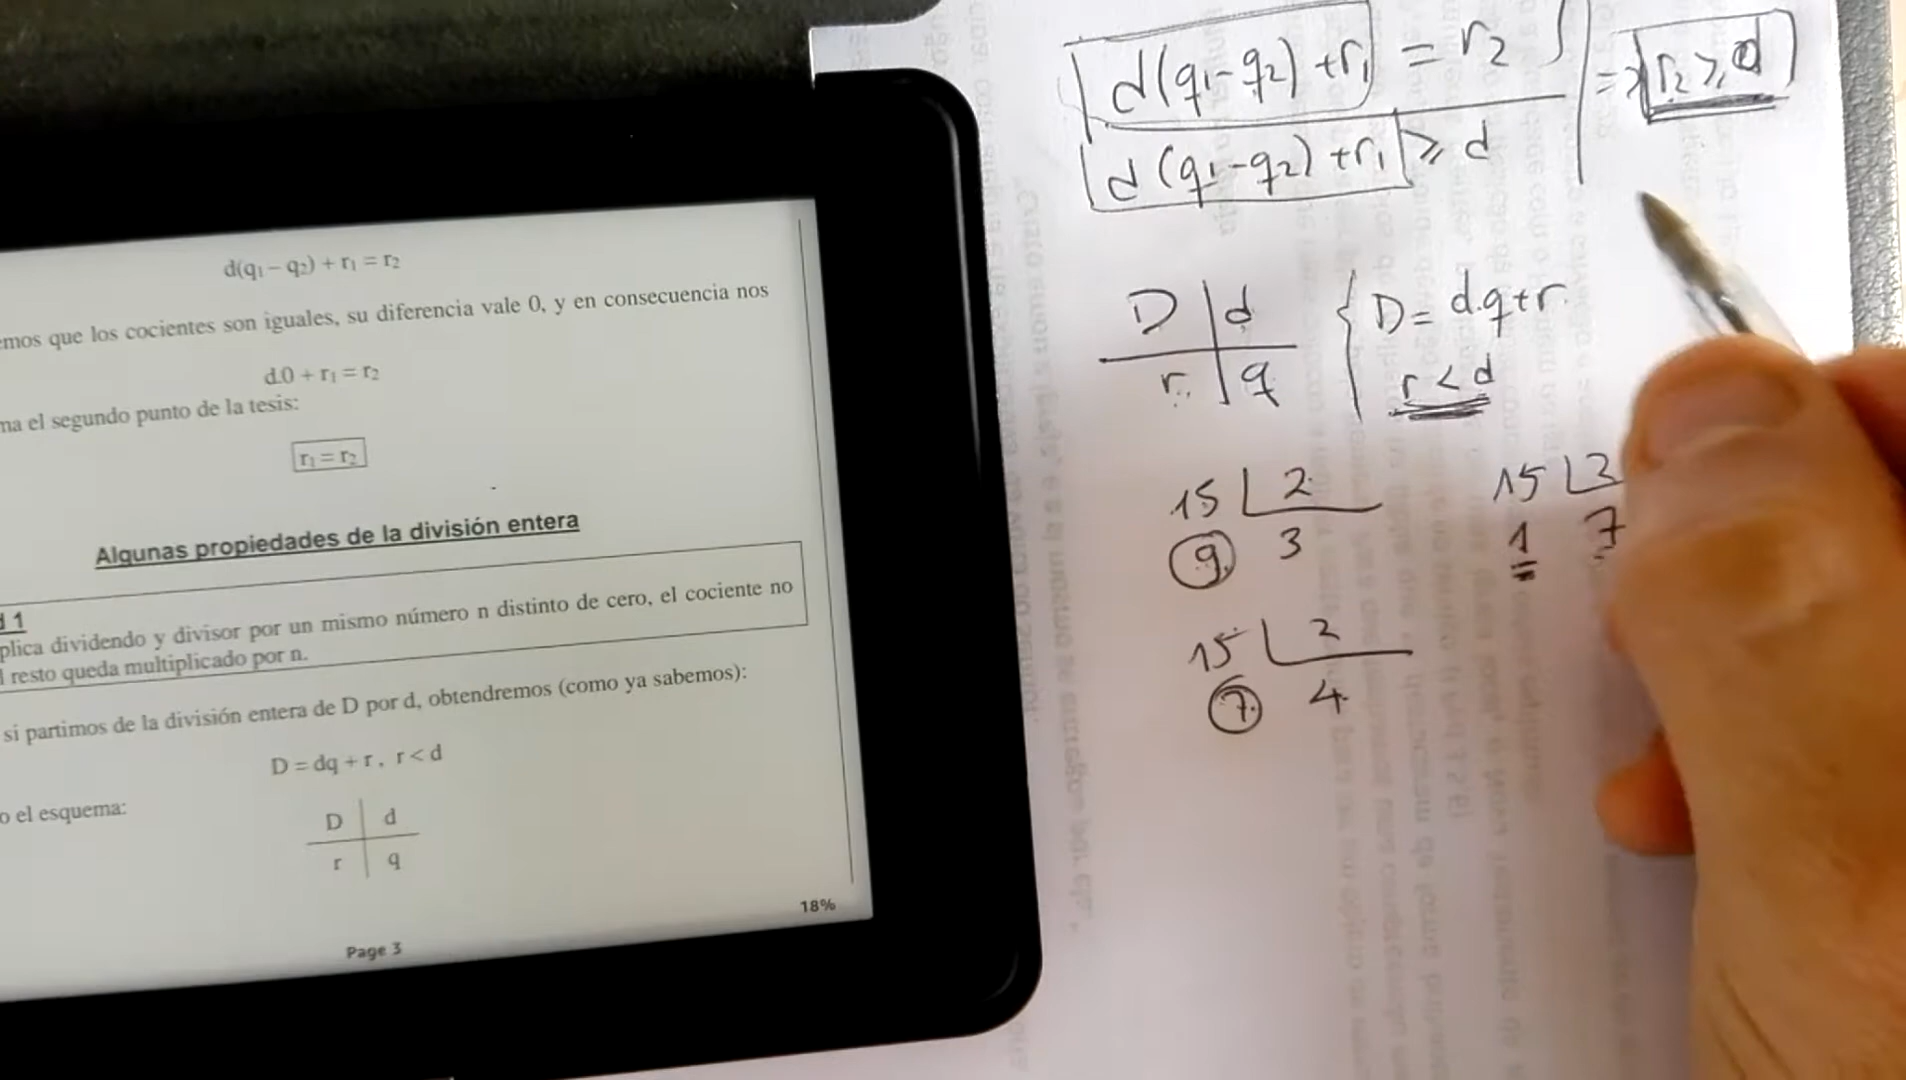 d(q1 – q2) + r1 = r2
emos que los cocientes son iguales, su diferencia vale 0, y en consecuencia nos
d.0 + r1 = r2
ma el segundo punto de la tesis:
r1 = r2
Algunas propiedades de la división entera
d 1
plica dividendo y divisor por un mismo número n distinto de cero, el cociente no
l resto queda multiplicado por n.
si partimos de la división entera de D por d, obtendremos (como ya sabemos):
D = dq + r , r < d
o el esquema:
D d
r q
18%
Page 3
d(q1-q2)+r1 = r2
=> r2 ⩾ d
d(q1-q2)+r1 ⩾ d
D d
r q
D= d.q+r
r<d
15 2
9 3
15 2
1 7
15 2
7 4